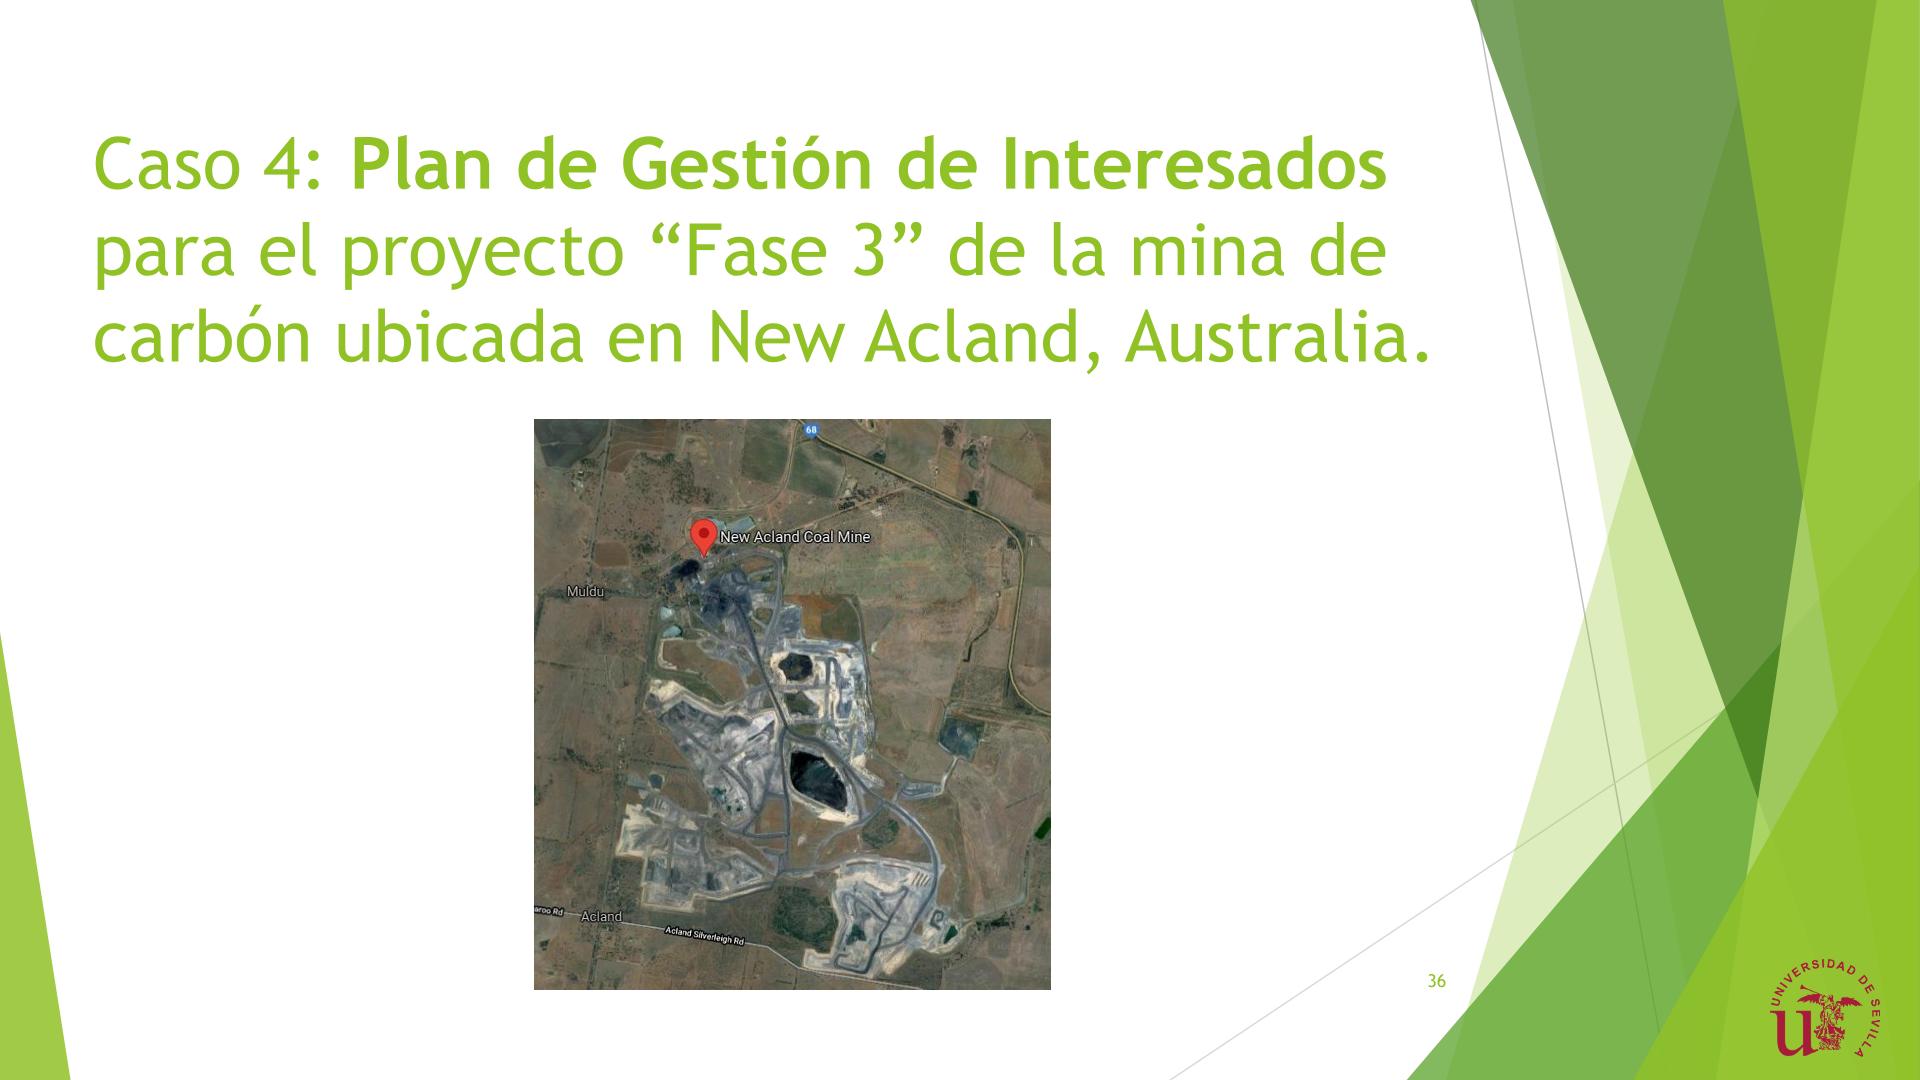 Caso 4: Plan de Gestión de Interesados
para el proyecto “Fase 3” de la mina de
carbón ubicada en New Acland, Australia.
68
New Acland Coal Mine
Muldu
Acland
aroo Rd
Acland Silverleigh Rd
36
UNIVERSIDAD DE SEVILLA